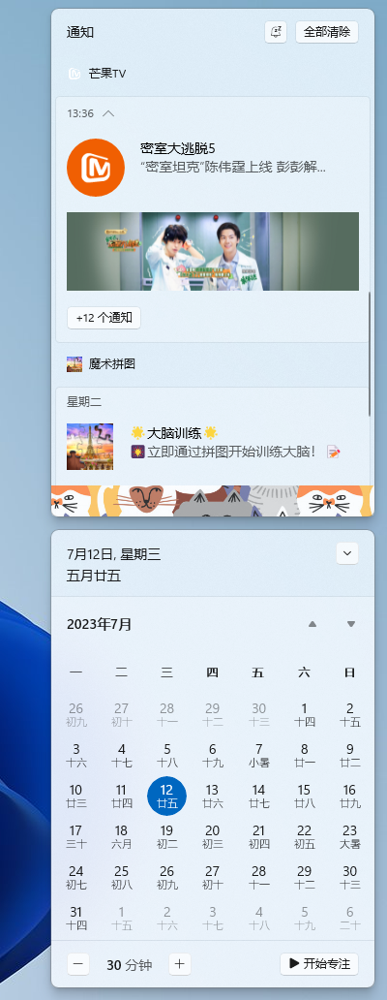 通知
全部清除
芒果TV
13:36
密室大逃脱5
“密室坦克”陈伟霆上线 彭彭解...
+12 个通知
魔术拼图
星期二
🌟大脑训练🌟
🎇立即通过拼图开始训练大脑! 📝
7月12日, 星期三
五月廿五
2023年7月
一 二 三 四 五 六 日
26 27 28 29 30 1 2
初九 初十 十一 十二 十三 十四 十五
3 4 5 6 7 8 9
十六 十七 十八 十九 小暑 廿一 廿二
10 11 12 13 14 15 16
廿三 廿四 廿五 廿六 廿七 廿八 廿九
17 18 19 20 21 22 23
三十 六月 初二 初三 初四 初五 大暑
24 25 26 27 28 29 30
初七 初八 初九 初十 十一 十二 十三
31 1 2 3 4 5 6
十四 十五 十六 十七 十八 十九 二十
30 分钟
开始专注